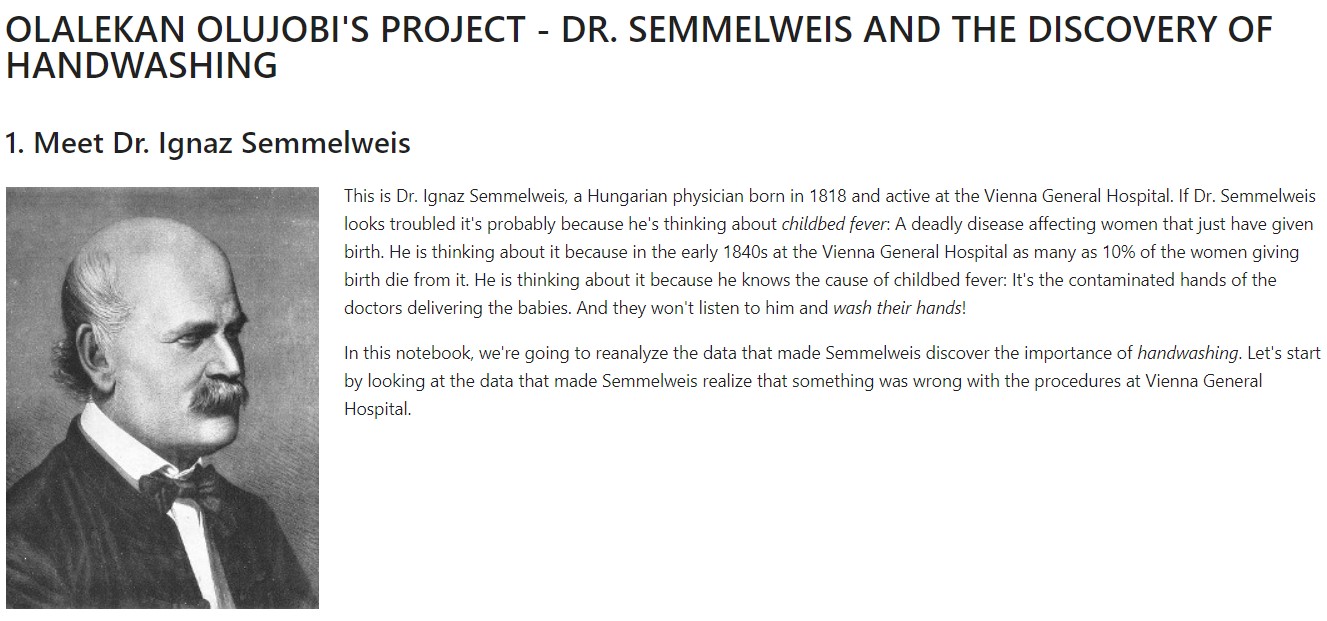 OLALEKAN OLUJOBI'S PROJECT - DR. SEMMELWEIS AND THE DISCOVERY OF
HANDWASHING
1. Meet Dr. Ignaz Semmelweis
This is Dr. Ignaz Semmelweis, a Hungarian physician born in 1818 and active at the Vienna General Hospital. If Dr. Semmelweis
looks troubled it's probably because he's thinking about childbed fever: A deadly disease affecting women that just have given
birth. He is thinking about it because in the early 1840s at the Vienna General Hospital as many as 10% of the women giving
birth die from it. He is thinking about it because he knows the cause of childbed fever: It's the contaminated hands of the
doctors delivering the babies. And they won't listen to him and wash their hands!
In this notebook, we're going to reanalyze the data that made Semmelweis discover the importance of handwashing. Let's start
by looking at the data that made Semmelweis realize that something was wrong with the procedures at Vienna General
Hospital.